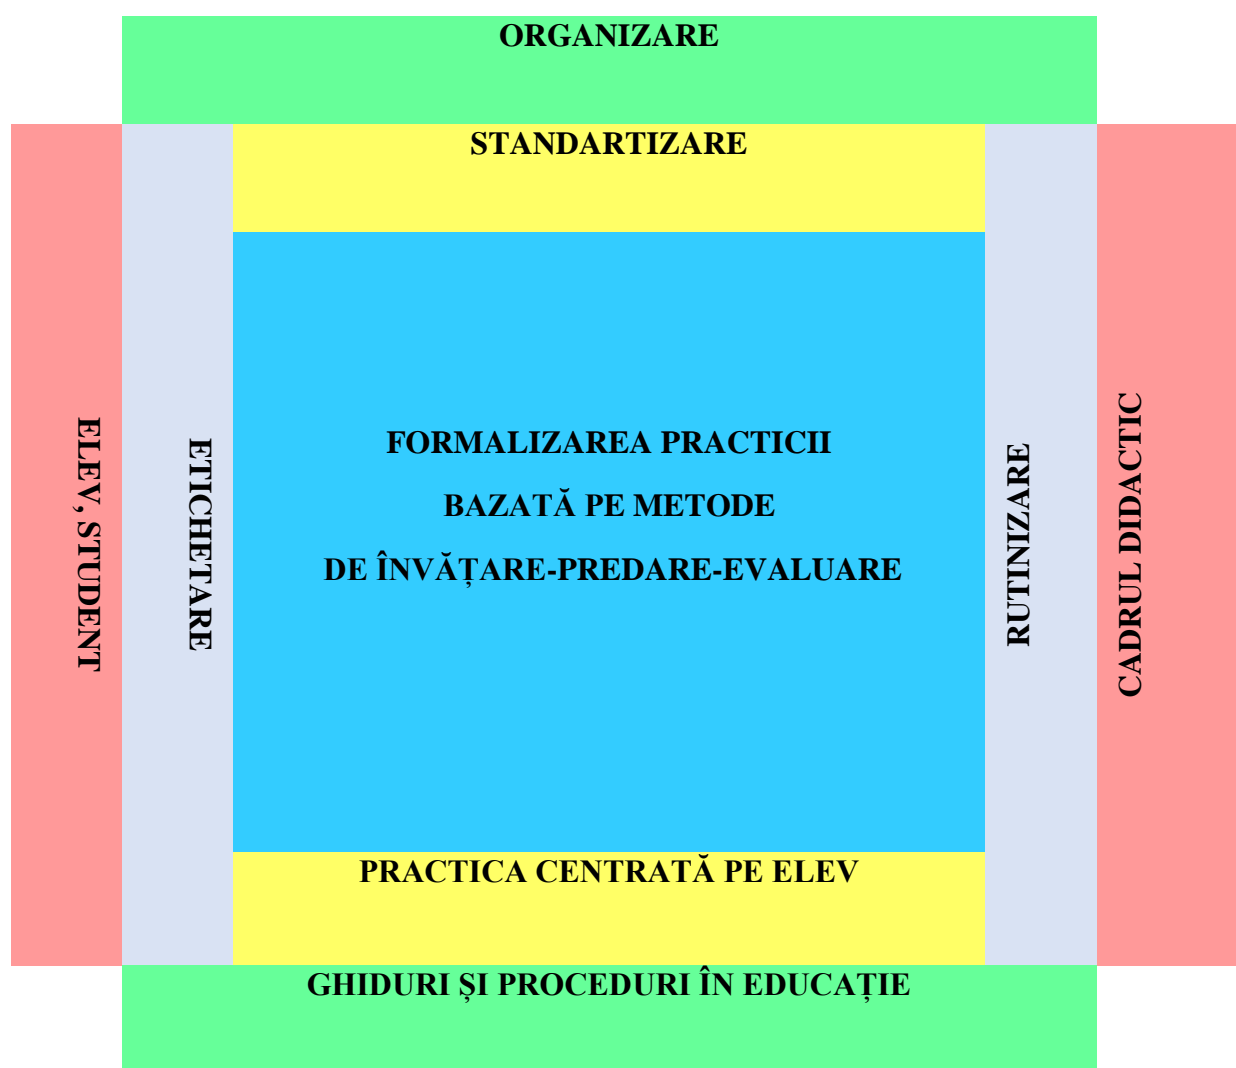 ORGANIZARE
STANDARTIZARE
ELEV, STUDENT
ETICHETARE
FORMALIZAREA PRACTICII
BAZATĂ PE METODE
DE ÎNVĂȚARE-PREDARE-EVALUARE
RUTINIZARE
CADRUL DIDACTIC
PRACTICA CENTRATĂ PE ELEV
GHIDURI ȘI PROCEDURI ÎN EDUCAȚIE